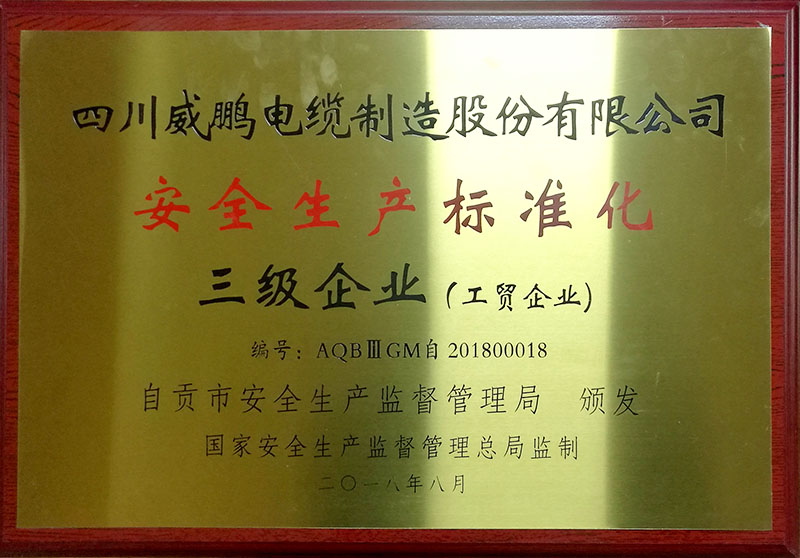 四川威鹏电缆制造股份有限公司
安全生产标准化
三级企业（工贸企业）
编号：AQBⅢGM自201800018
自贡市安全生产监督管理局 颁发
国家安全生产监督管理总局监制
二〇一八年八月